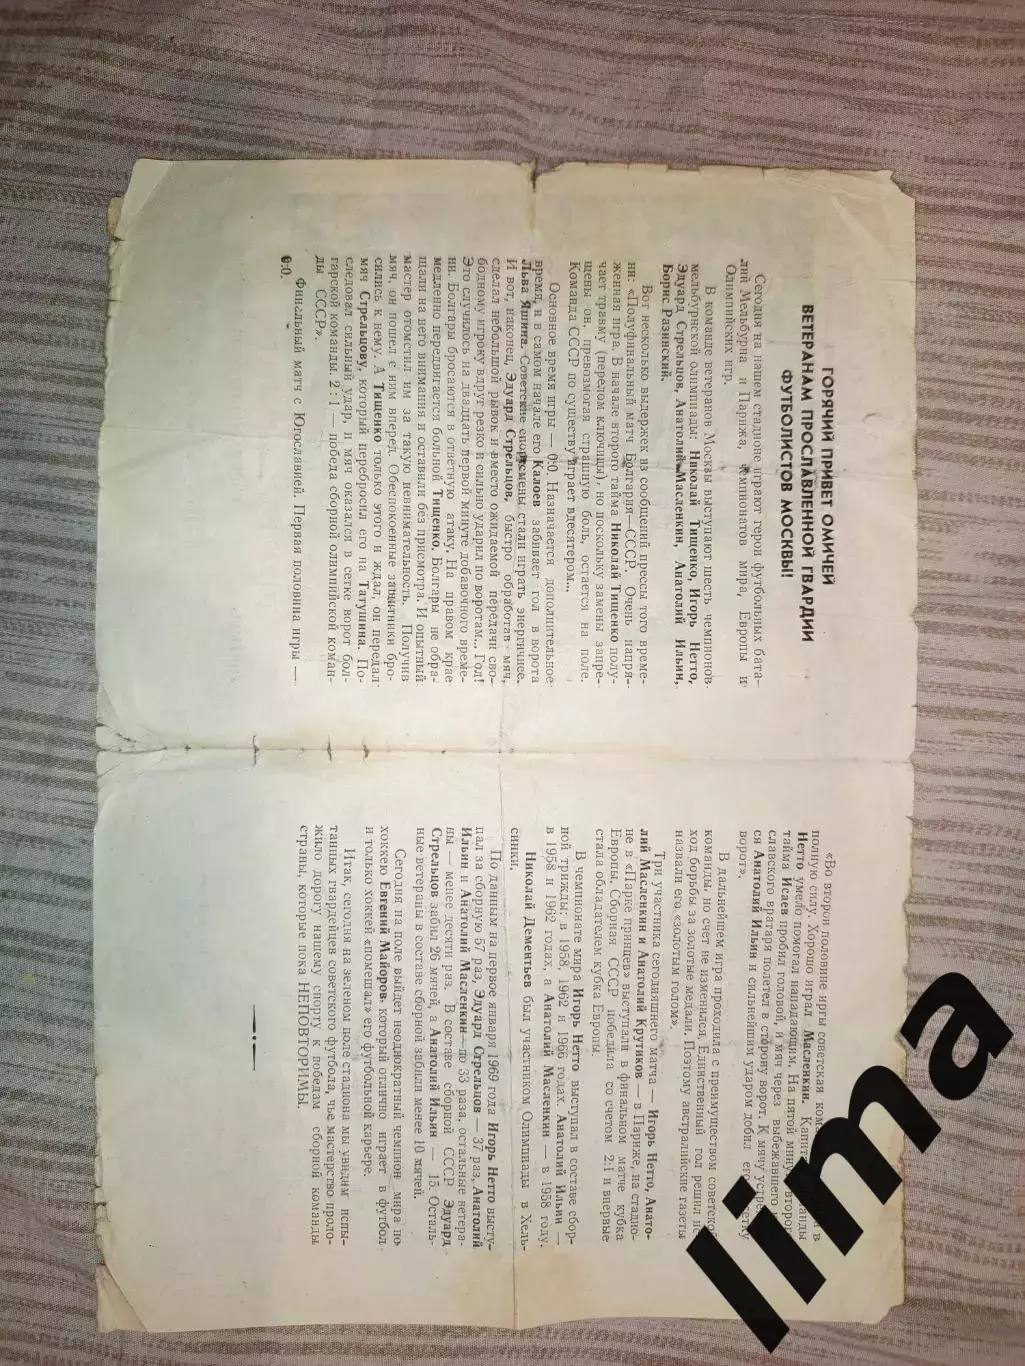 ГОРЯЧИЙ ПРИВЕТ ОМИЧЕЙ
ВЕТЕРАНАМ ПРОСЛАВЛЕННОЙ ГВАРДИИ
ФУТБОЛИСТОВ МОСКВЫ!
Сегодня на нашем стадионе играют герои футбольных бата-
лий Мельбурна и Парижа, чемпионатов мира, Европы и
Олимпийских игр.
В команде ветеранов Москвы выступают шесть чемпионов
мельбурнской олимпиады: Николай Тищенко, Игорь Нетто,
Эдуард Стрельцов, Анатолий Масленкин, Анатолий Ильин,
Борис Разинский.
Вот несколько выдержек из сообщений прессы того време-
ни: «Полуфинальный матч Болгария—СССР. Очень напря-
женная игра. В начале второго тайма Николай Тищенко полу-
чает травму (перелом ключицы), но поскольку замены запре-
щены он, превозмогая страшную боль, остается на поле.
Команда СССР по существу играет вдесятером...
Основное время игры — 0:0. Назначается дополнительное
время, и в самом начале его Калоев забивает гол в ворота
Льва Яшина. Советские спортсмены стали играть энергичнее.
И вот, наконец, Эдуард Стрельцов, быстро обработав мяч,
сделал небольшой рывок и вместо ожидаемой передачи сво-
бодному игроку вдруг резко и сильно ударил по воротам... Гол!
Это случилось на двадцать первой минуте добавочного време-
ни. Болгары бросаются в ответную атаку. На правом крае
медленно передвигается больной Тищенко. Болгары не обра-
щали на него внимания и оставили без присмотра. И опытный
мастер отомстил им за такую невнимательность. Получив
мяч, он пошел с ним вперед. Обеспокоенные защитники бро-
сились к нему. А Тищенко только этого и ждал, он передал
мяч Стрельцову, который перебросил его на Татушина. По-
следовал сильный удар, и мяч оказался в сетке ворот бол-
гарской команды. 2:1 — победа сборной олимпийской коман-
ды СССР».
Финальный матч с Югославией. Первая половина игры —
0:0.
«Во второй половине игры советская
полную силу. Хорошо играл Масленкин.
Нетто умело помогал нападающим. На пятой
тайма Исаев пробил головой, и мяч через выбежавшего
славского вратаря полетел в сторону ворот. К мячу
ся Анатолий Ильин и сильнейшим ударом добил его
ворот».
В дальнейшем игра проходила с преимуществом советской
команды, но счет не изменился. Единственный гол решил ис-
ход борьбы за золотые медали. Поэтому австралийские газеты
назвали его «золотым голом».
Три участника сегодняшнего матча — Игорь Нетто, Анато-
лий Масленкин и Анатолий Крутиков — в Париже, на стадио-
не в «Парке принцев» выступали в финальном матче кубка
Европы. Сборная СССР победила со счетом 2:1 и впервые
стала обладателем кубка Европы.
В чемпионате мира Игорь Нетто выступал в составе сбор-
ной трижды: в 1958, 1962 и 1966 годах. Анатолий Ильин —
в 1958 и 1962 годах, а Анатолий Масленкин — в 1958 году.
Николай Дементьев был участником Олимпиады в Хель-
синки.
По данным на первое января 1969 года Игорь Нетто высту-
пал за сборную 57 раз, Эдуард Стрельцов — 37 раз, Анатолий
Ильин и Анатолий Масленкин—по 33 раза, остальные ветера-
ны — менее десяти раз. В составе сборной СССР Эдуард
Стрельцов забил 26 мячей, а Анатолий Ильин — 15. Осталь-
ные ветераны в составе сборной забили менее 10 мячей.
Сегодня на поле выйдет неоднократный чемпион мира по
хоккею Евгений Майоров, который отлично играет в футбол
и только хоккей «помешал» его футбольной карьере.
Итак, сегодня на зеленом поле стадиона мы увидим испы-
танных гвардейцев советского футбола, чье мастерство проло-
жило дорогу нашему спорту к победам сборной команды
страны, которые пока НЕПОВТОРИМЫ.
lima